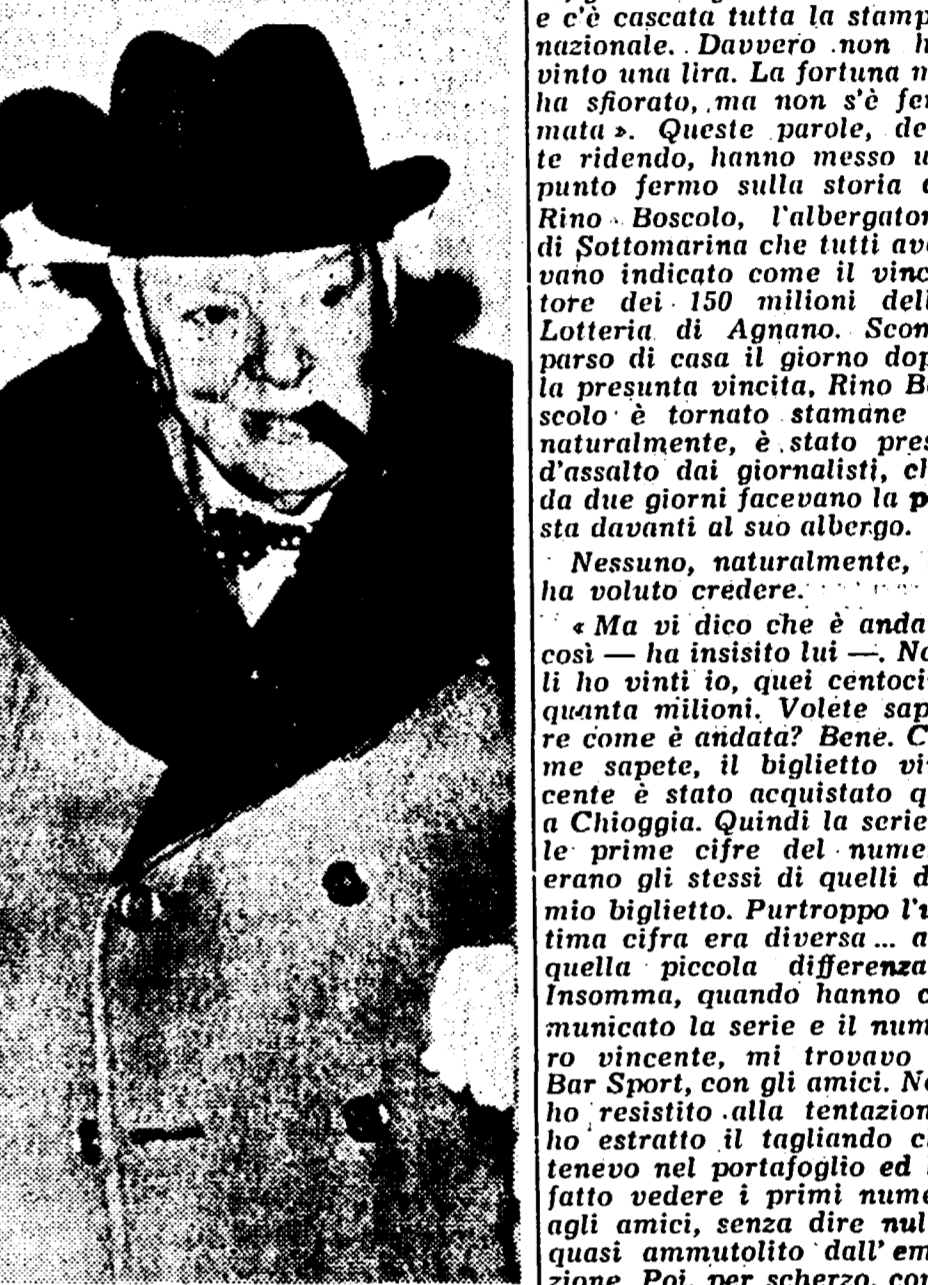 e c'è cascata tutta la stamp
nazionale. Davvero non h
vinto una lira. La fortuna m
ha sfiorato, ma non s'è fer
mata ». Queste parole, det
te ridendo, hanno messo u
punto fermo sulla storia d
Rino Boscolo, l'albergator
di Sottomarina che tutti ave
vano indicato come il vinc
tore dei 150 milioni dell
Lotteria di Agnano. Scom
parso di casa il giorno dop
la presunta vincita, Rino Bo
scolo è tornato stamane
naturalmente, è stato pres
d'assalto dai giornalisti, ch
da due giorni facevano la p
sta davanti al suo albergo.
Nessuno, naturalmente,
ha voluto credere.
« Ma vi dico che è anda
così — ha insisito lui —. No
li ho vinti io, quei centoci
quanta milioni. Volete sap
re come è andata? Bene. C
me sapete, il biglietto vi
cente è stato acquistato q
a Chioggia. Quindi la serie
le prime cifre del nume
erano gli stessi di quelli d
mio biglietto. Purtroppo l'u
tima cifra era diversa... a
quella piccola differenza
Insomma, quando hanno c
municato la serie e il num
ro vincente, mi trovavo
Bar Sport, con gli amici. No
ho resistito alla tentazion
ho estratto il tagliando ch
tenevo nel portafoglio ed
fatto vedere i primi nume
agli amici, senza dire nul
quasi ammutolito dall' em
zione. Poi, per scherzo, con